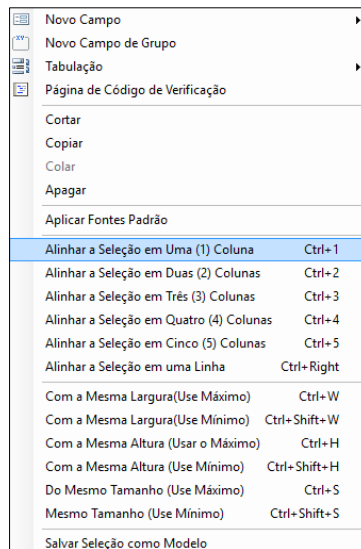 Novo Campo
Novo Campo de Grupo
Tabulação
Página de Código de Verificação
Cortar
Copiar
Colar
Apagar
Aplicar Fontes Padrão
Alinhar a Seleção em Uma (1) Coluna Ctrl+1
Alinhar a Seleção em Duas (2) Colunas Ctrl+2
Alinhar a Seleção em Três (3) Colunas Ctrl+3
Alinhar a Seleção em Quatro (4) Colunas Ctrl+4
Alinhar a Seleção em Cinco (5) Colunas Ctrl+5
Alinhar a Seleção em uma Linha Ctrl+Right
Com a Mesma Largura(Use Máximo) Ctrl+W
Com a Mesma Largura(Use Mínimo) Ctrl+Shift+W
Com a Mesma Altura (Usar o Máximo) Ctrl+H
Com a Mesma Altura (Use Mínimo) Ctrl+Shift+H
Do Mesmo Tamanho (Use Máximo) Ctrl+S
Mesmo Tamanho (Use Mínimo) Ctrl+Shift+S
Salvar Seleção como Modelo